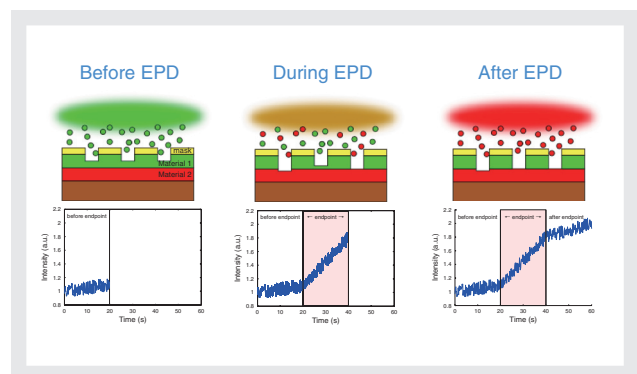 Before EPD
During EPD
After EPD
mask
Material 1
Material 2
2.2
2
1.8
1.6
1.4
1.2
1
0.8
Intensity (a.u.)
before endpoint
0 10 20 30 40 50 60
Time (s)
2.2
2
1.8
1.6
1.4
1.2
1
0.8
Intensity (a.u.)
before endpoint
← endpoint →
0 10 20 30 40 50 60
Time (s)
2.2
2
1.8
1.6
1.4
1.2
1
0.8
Intensity (a.u.)
before endpoint
← endpoint →
after endpoint
0 10 20 30 40 50 60
Time (s)